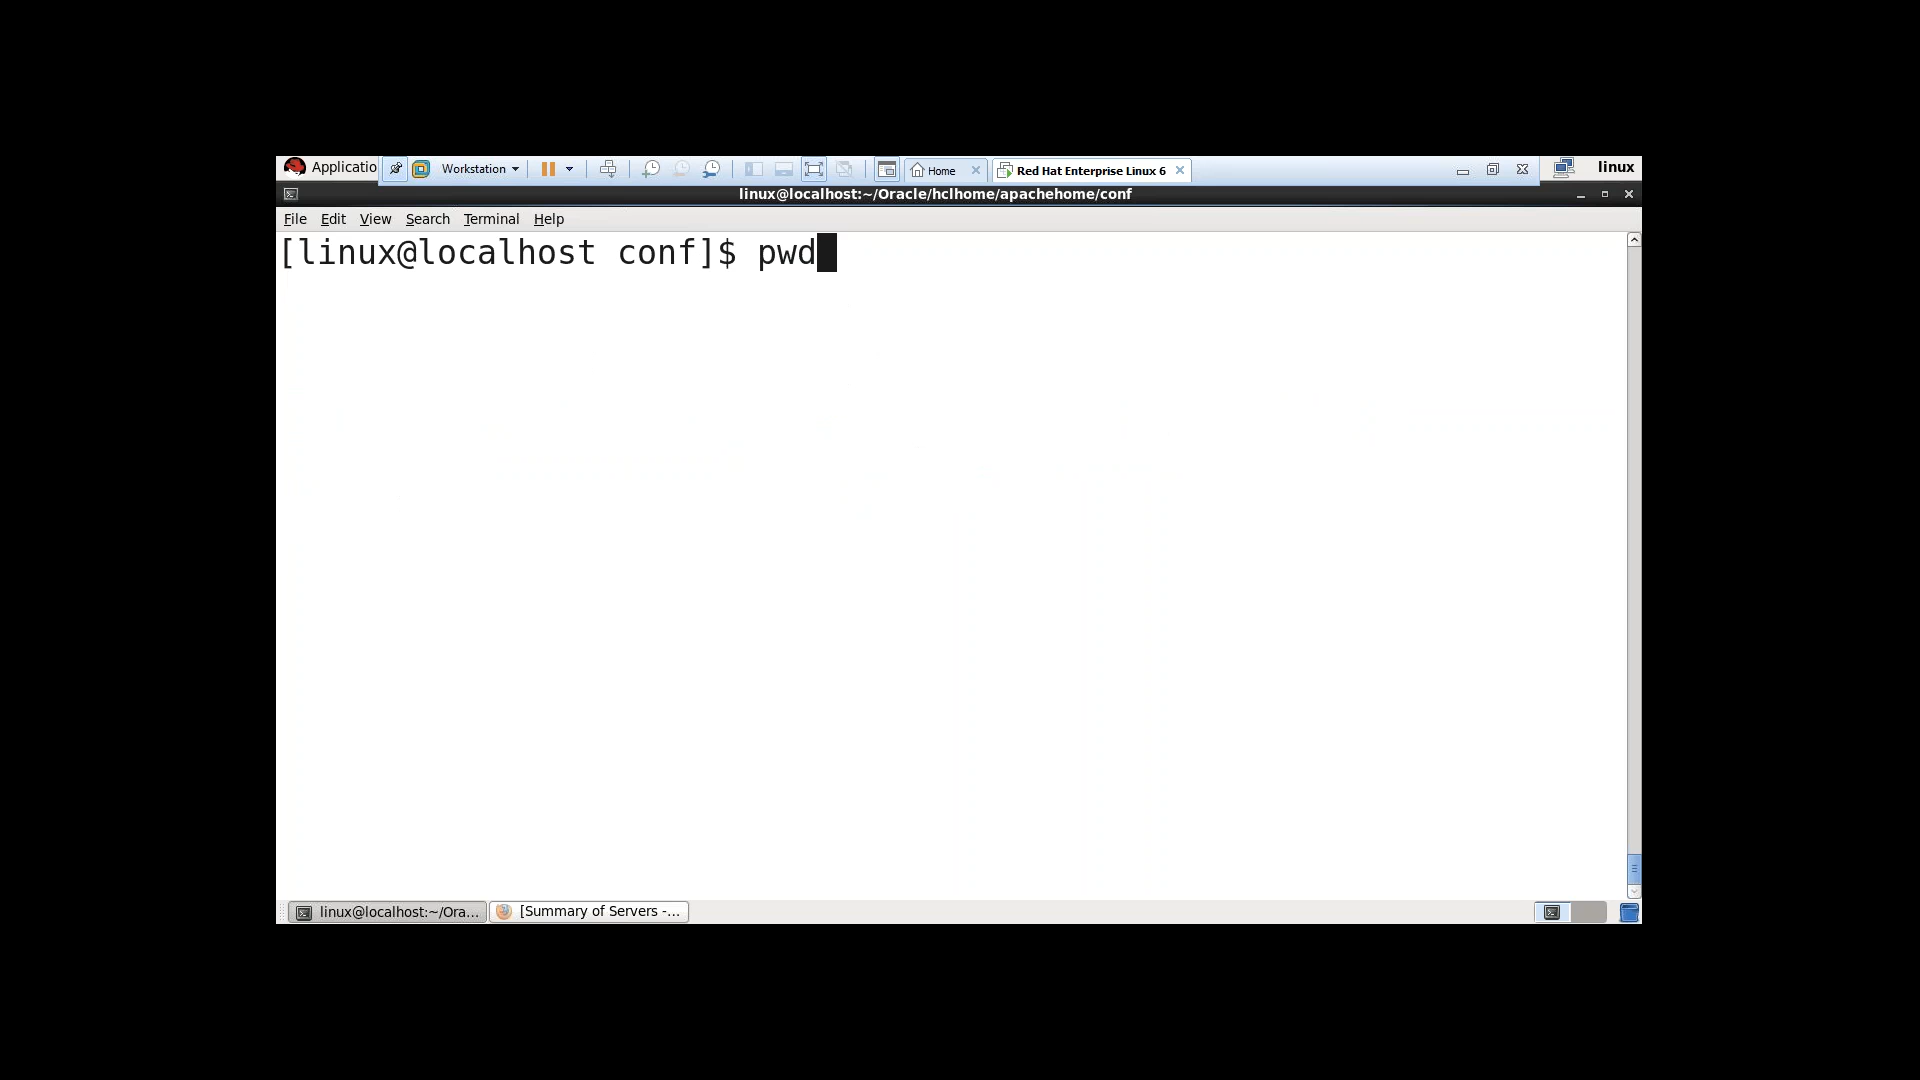 Applicatio Workstation Home Red Hat Enterprise Linux 6 linux
linux@localhost:~/Oracle/hclhome/apachehome/conf
File Edit View Search Terminal Help
[linux@localhost conf]$ pwd
linux@localhost:~/Ora... [Summary of Servers -...